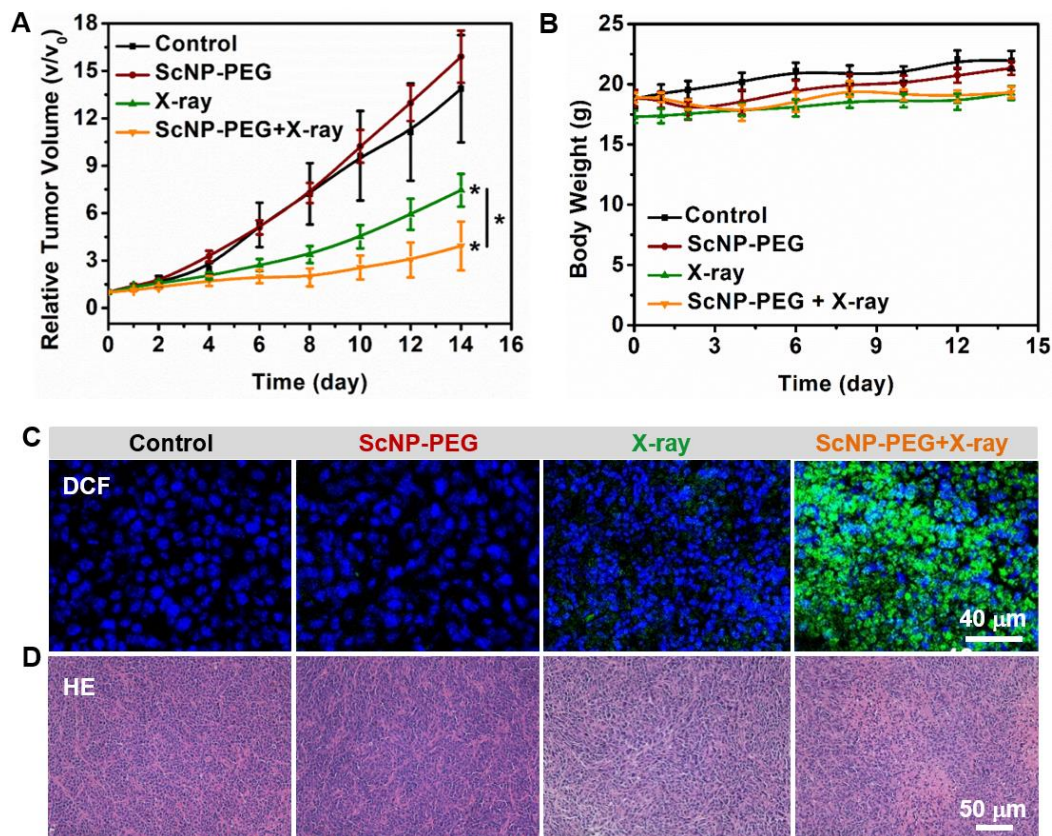 A
Relative Tumor Volume (v/v₀)
18
15
12
9
6
3
0
Control
ScNP-PEG
X-ray
ScNP-PEG+X-ray
*
*
*
0 2 4 6 8 10 12 14 16
Time (day)
B
Body Weight (g)
25
20
15
10
5
0
Control
ScNP-PEG
X-ray
ScNP-PEG + X-ray
0 3 6 9 12 15
Time (day)
C
Control ScNP-PEG X-ray ScNP-PEG+X-ray
DCF
40 μm
D
HE
50 μm